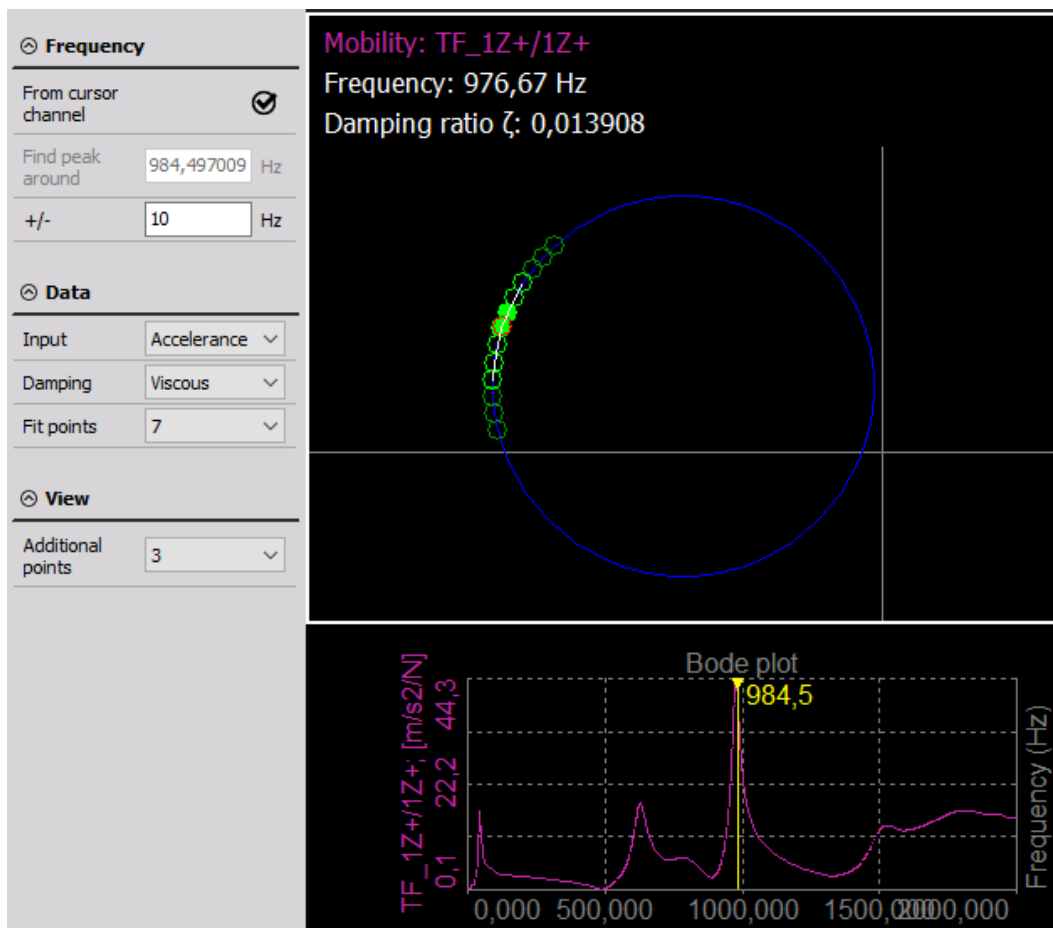 Frequency
From cursor
channel
Find peak
around
984,497009 Hz
+/- 10 Hz
Data
Input Accelerance
Damping Viscous
Fit points 7
View
Additional
points
3
Mobility: TF_1Z+/1Z+
Frequency: 976,67 Hz
Damping ratio ζ: 0,013908
Bode plot
984,5
TF_1Z+/1Z+; [m/s2/N]
44,3
22,2
0,1
Frequency (Hz)
0,000 500,000 1000,000 1500,000 2000,000